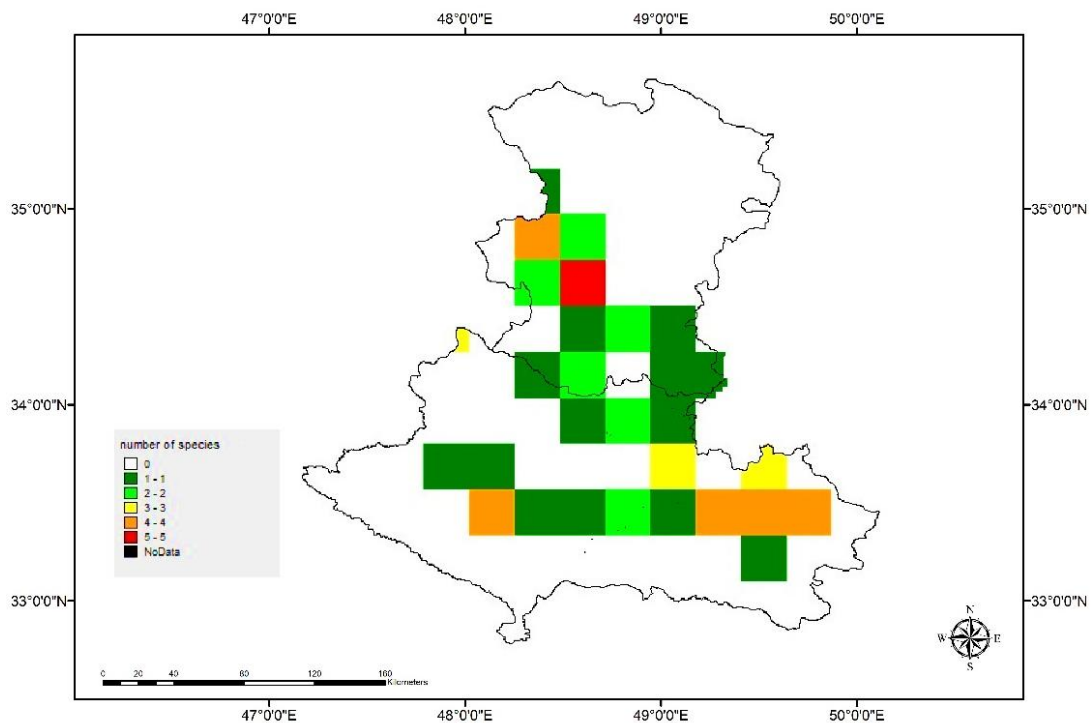 47°0'0"E 48°0'0"E 49°0'0"E 50°0'0"E
35°0'0"N 35°0'0"N
34°0'0"N 34°0'0"N
number of species
0
1 - 1
2 - 2
3 - 3
4 - 4
5 - 5
NoData
33°0'0"N 33°0'0"N
N
W E
S
0 20 40 60 120 160
Kilometers
47°0'0"E 48°0'0"E 49°0'0"E 50°0'0"E